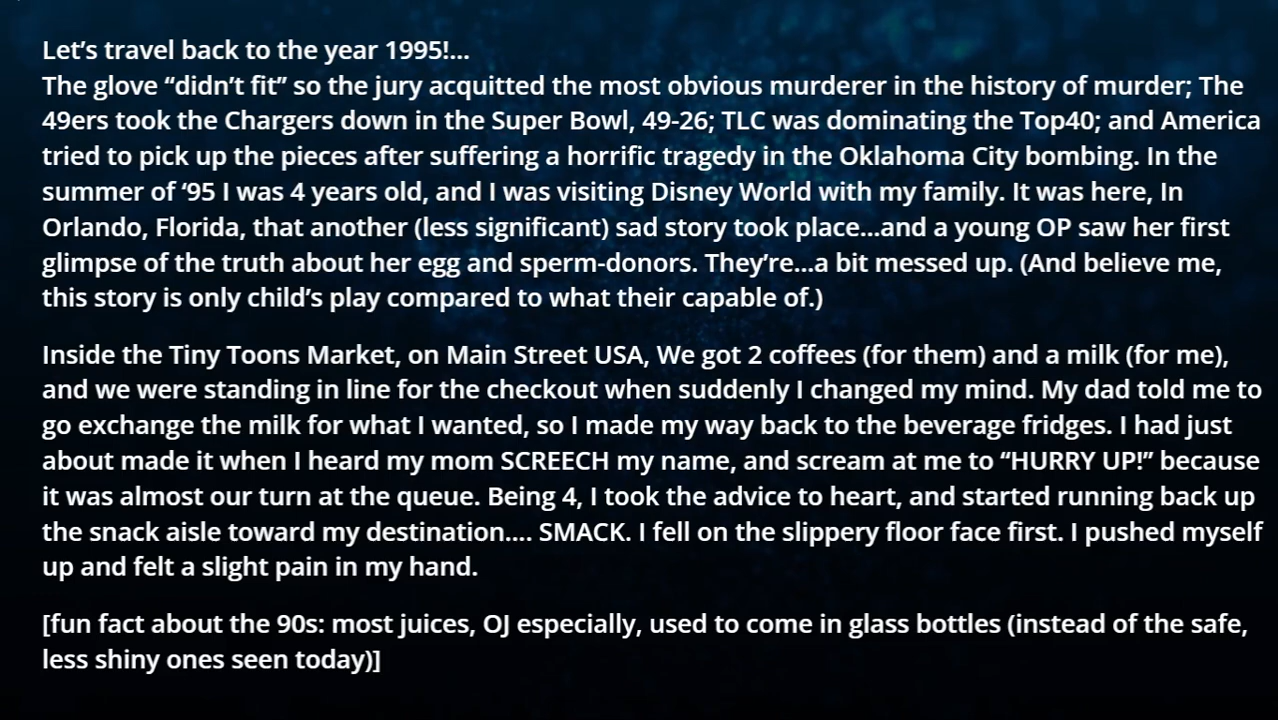 Let’s travel back to the year 1995!...
The glove “didn’t fit” so the jury acquitted the most obvious murderer in the history of murder; The
49ers took the Chargers down in the Super Bowl, 49-26; TLC was dominating the Top40; and America
tried to pick up the pieces after suffering a horrific tragedy in the Oklahoma City bombing. In the
summer of ‘95 I was 4 years old, and I was visiting Disney World with my family. It was here, In
Orlando, Florida, that another (less significant) sad story took place...and a young OP saw her first
glimpse of the truth about her egg and sperm-donors. They’re...a bit messed up. (And believe me,
this story is only child’s play compared to what their capable of.)
Inside the Tiny Toons Market, on Main Street USA, We got 2 coffees (for them) and a milk (for me),
and we were standing in line for the checkout when suddenly I changed my mind. My dad told me to
go exchange the milk for what I wanted, so I made my way back to the beverage fridges. I had just
about made it when I heard my mom SCREECH my name, and scream at me to “HURRY UP!” because
it was almost our turn at the queue. Being 4, I took the advice to heart, and started running back up
the snack aisle toward my destination.... SMACK. I fell on the slippery floor face first. I pushed myself
up and felt a slight pain in my hand.
[fun fact about the 90s: most juices, OJ especially, used to come in glass bottles (instead of the safe,
less shiny ones seen today)]